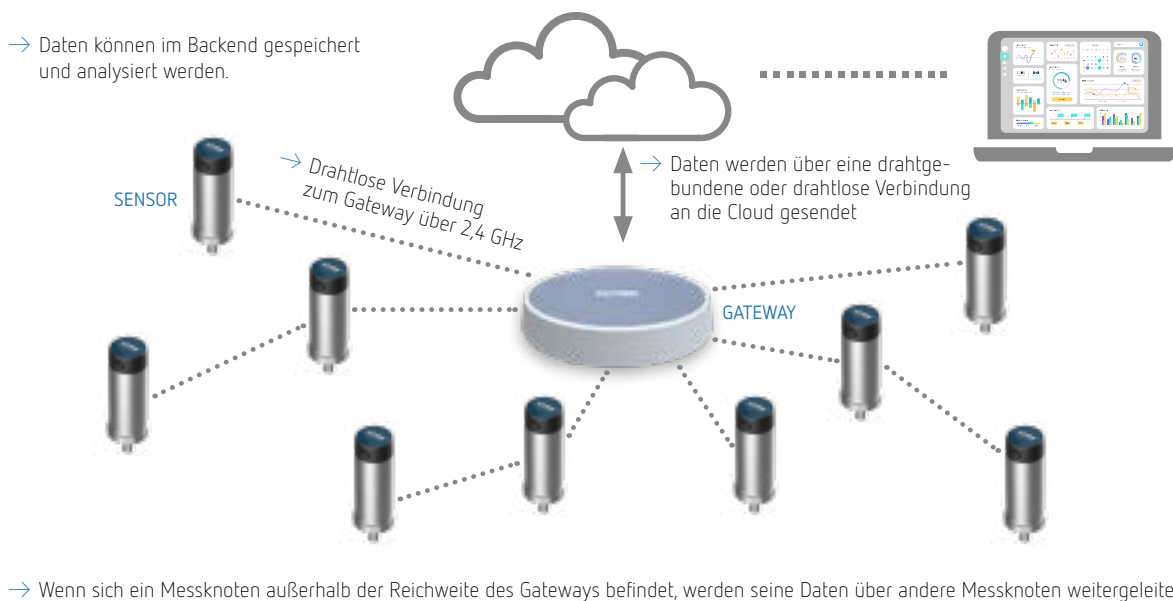 → Daten können im Backend gespeichert
und analysiert werden.
SENSOR
→ Drahtlose Verbindung
zum Gateway über 2,4 GHz
→ Daten werden über eine drahtge-
bundene oder drahtlose Verbindung
an die Cloud gesendet
GATEWAY
→ Wenn sich ein Messknoten außerhalb der Reichweite des Gateways befindet, werden seine Daten über andere Messknoten weitergeleite